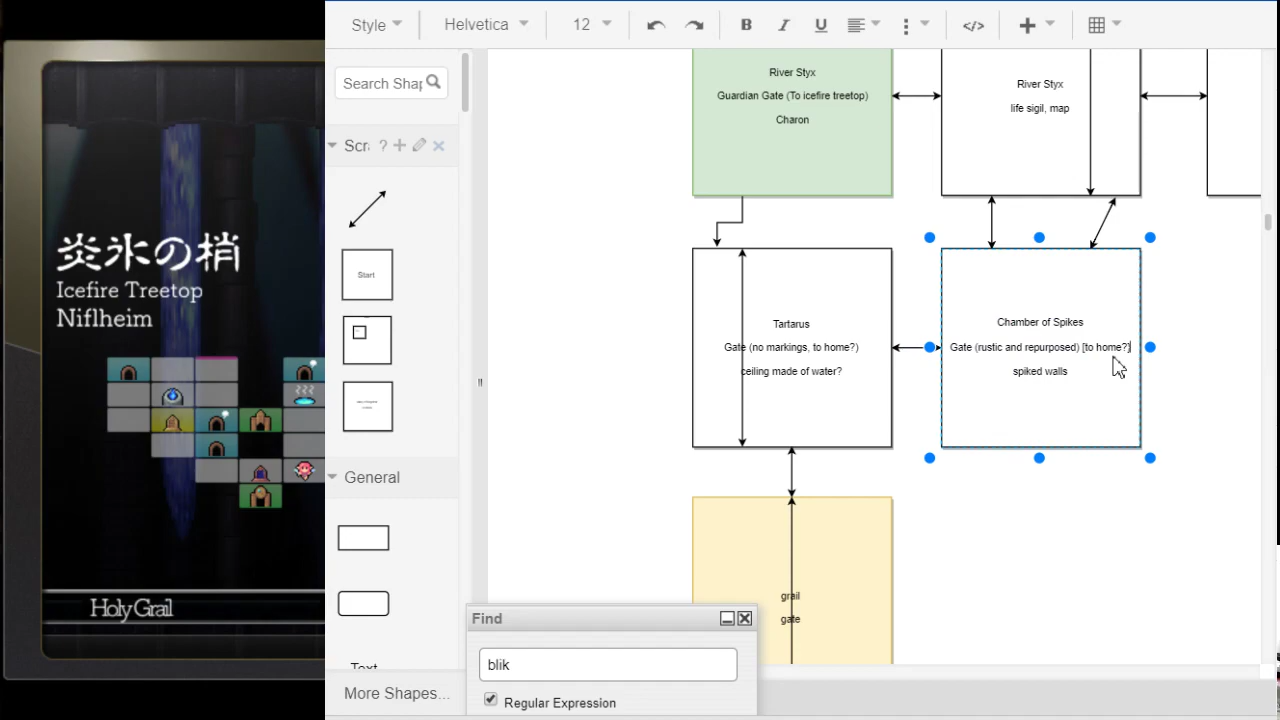 炎氷の梢
Icefire Treetop
Niflheim
Holy Grail
Style
Helvetica
12
B
I
U
</>
Search Shap
Scra
?
Start
General
Text
More Shapes...
River Styx
Guardian Gate (To icefire treetop)
Charon
River Styx
life sigil, map
Tartarus
Gate (no markings, to home?)
ceiling made of water?
Chamber of Spikes
Gate (rustic and repurposed) [to home?]
spiked walls
grail
gate
Find
blik
Regular Expression